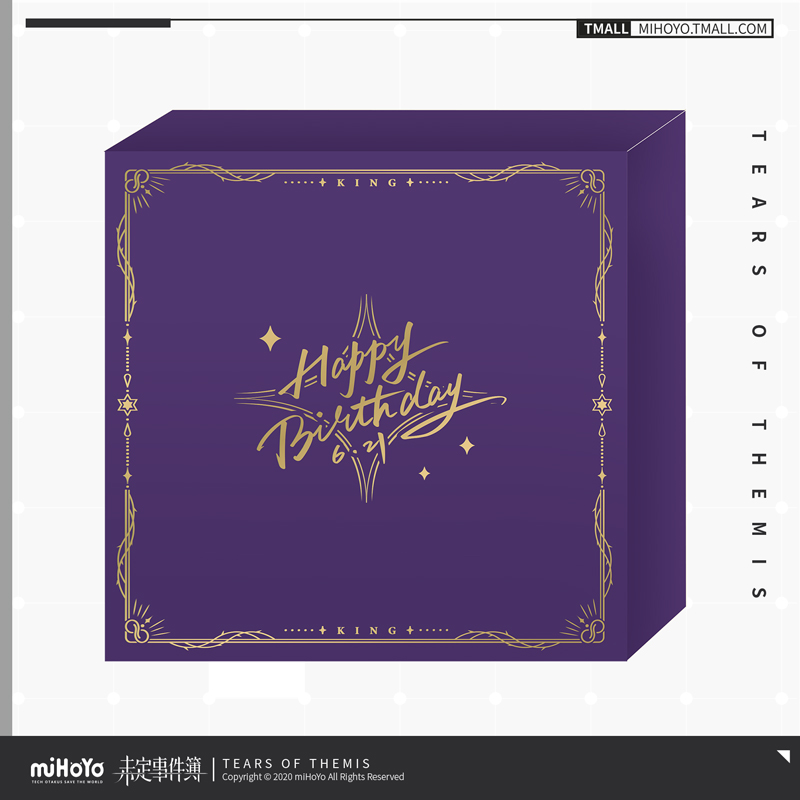 TMALL MIHOYO.TMALL.COM
KING
Happy
Birthday
6.21
KING
TEARS OF THEMIS
miHoYo
TECH OTAKUS SAVE THE WORLD
未定事件簿
TEARS OF THEMIS
Copyright © 2020 miHoYo All Rights Reserved